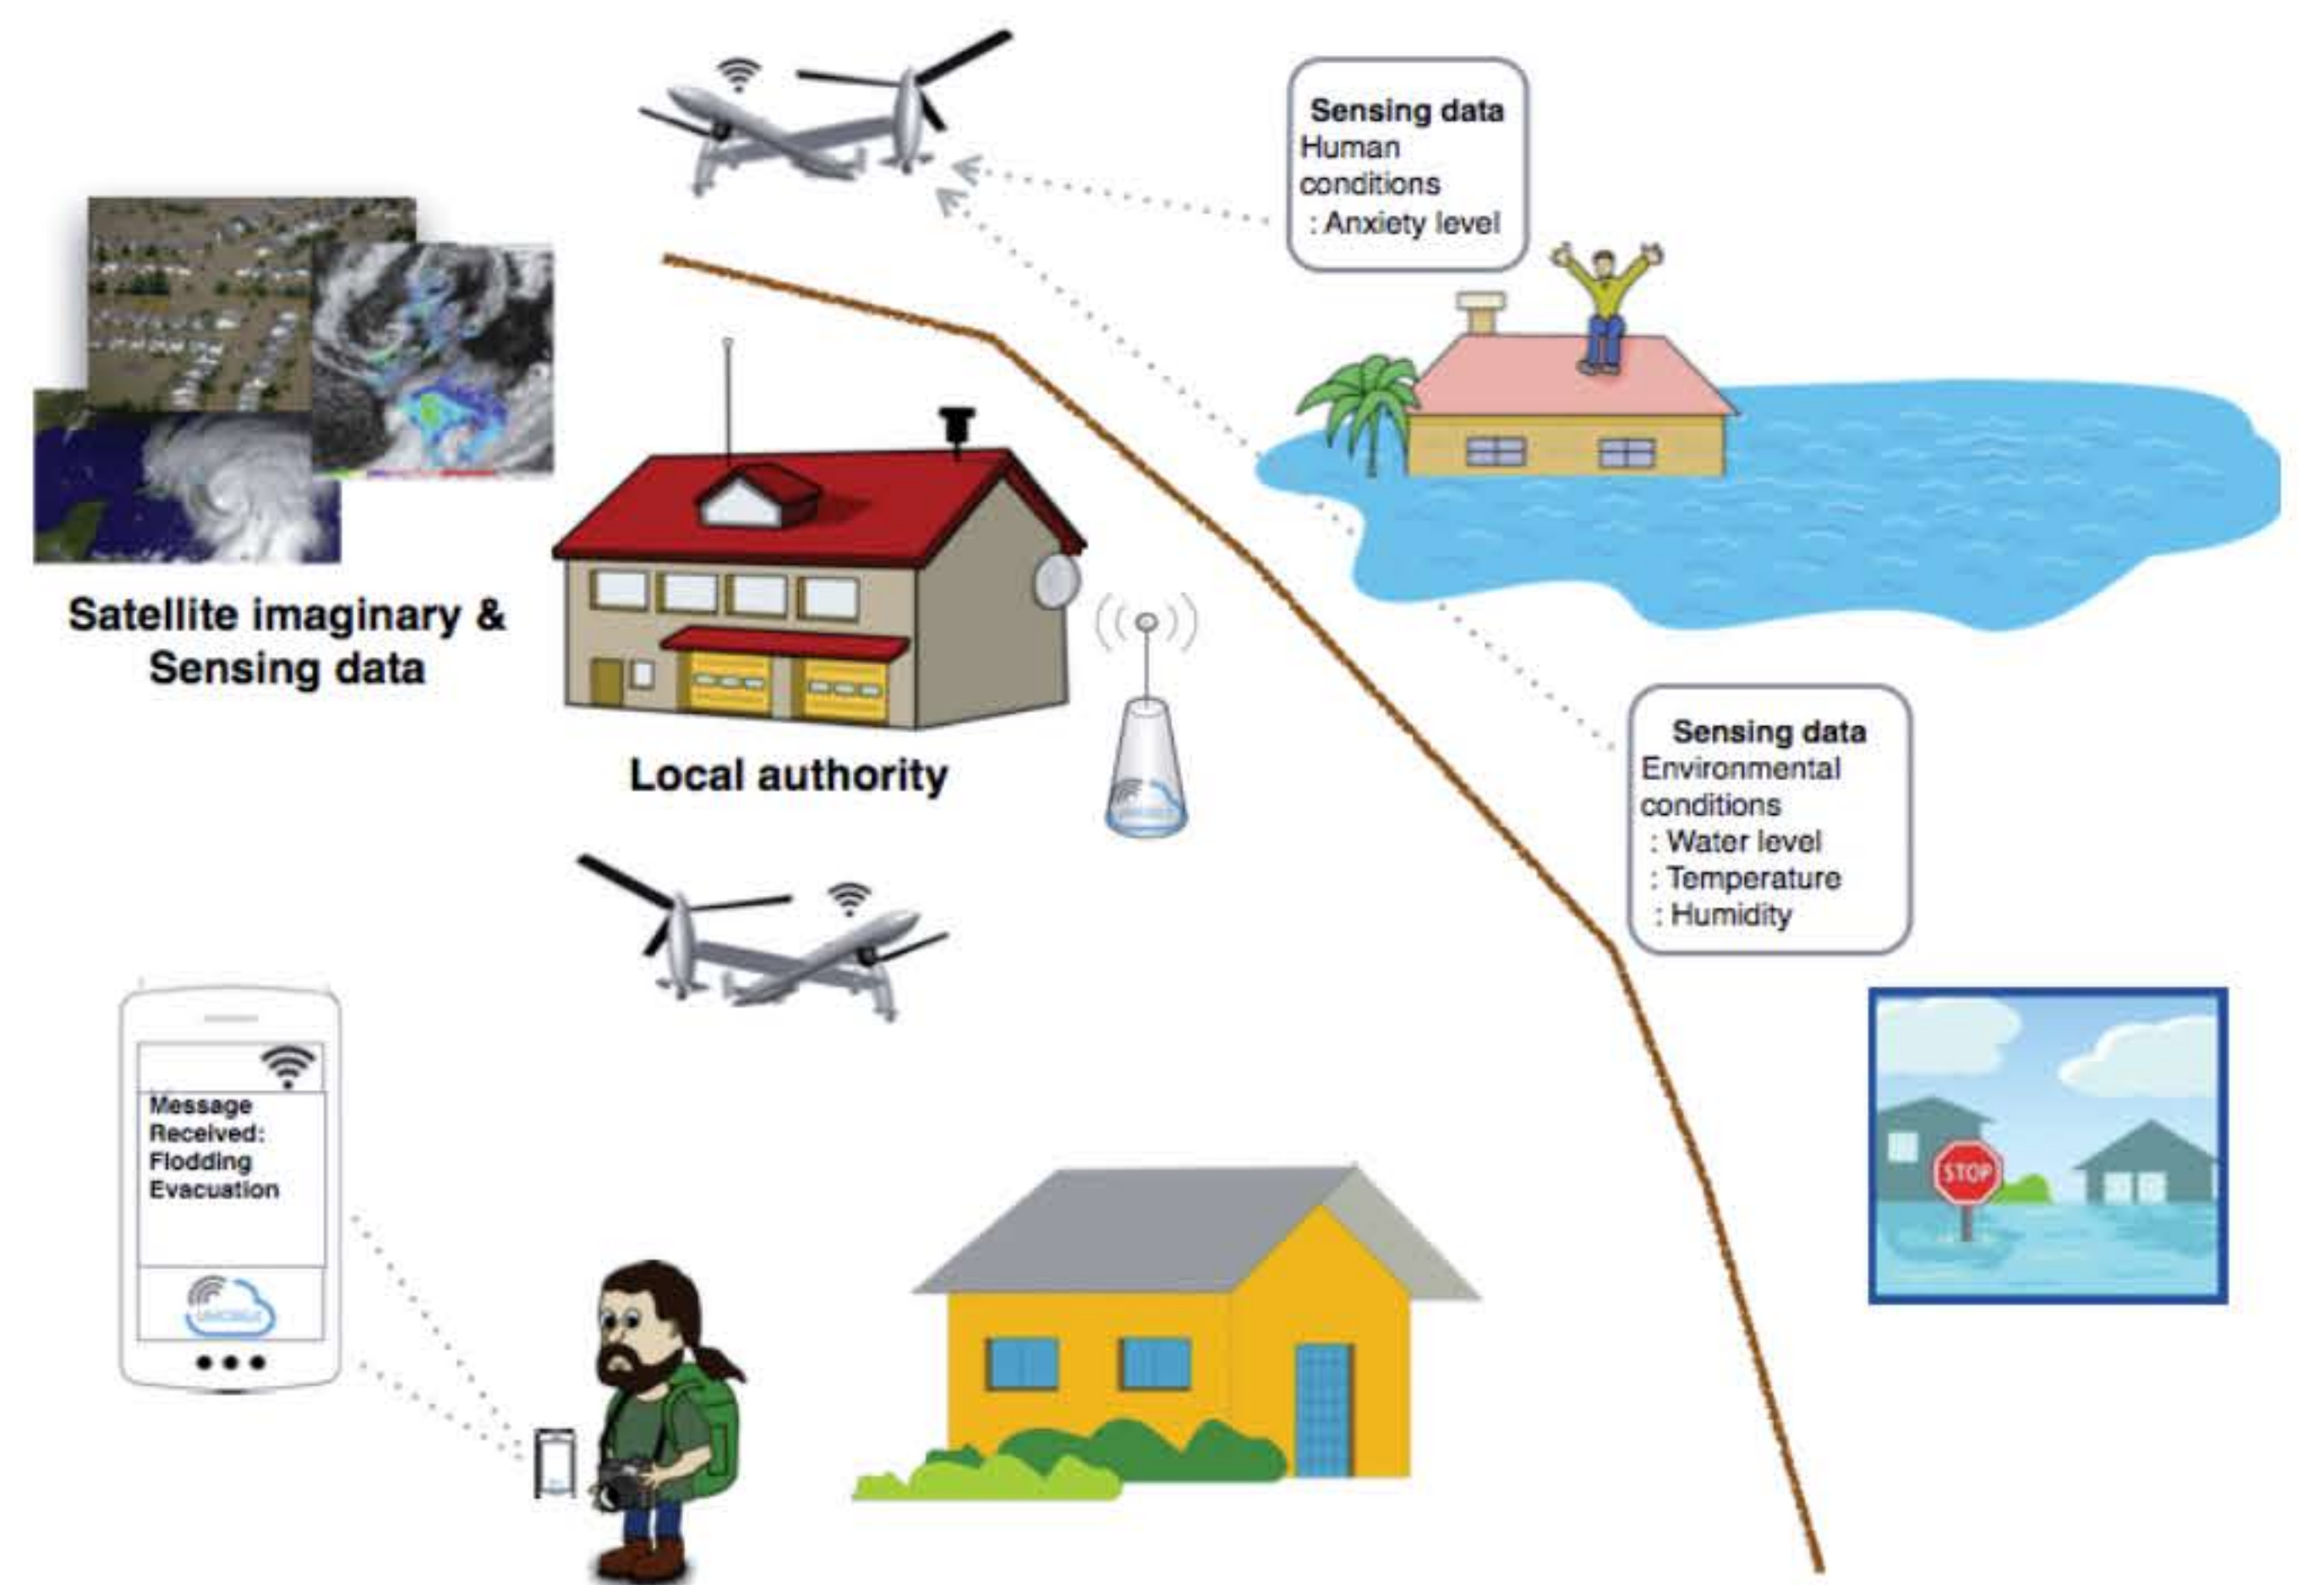 Sensing data
Human
conditions
: Anxiety level
Satellite imaginary &
Sensing data
Local authority
Sensing data
Environmental
conditions
: Water level
: Temperature
: Humidity
Message
Received:
Flodding
Evacuation
STOP